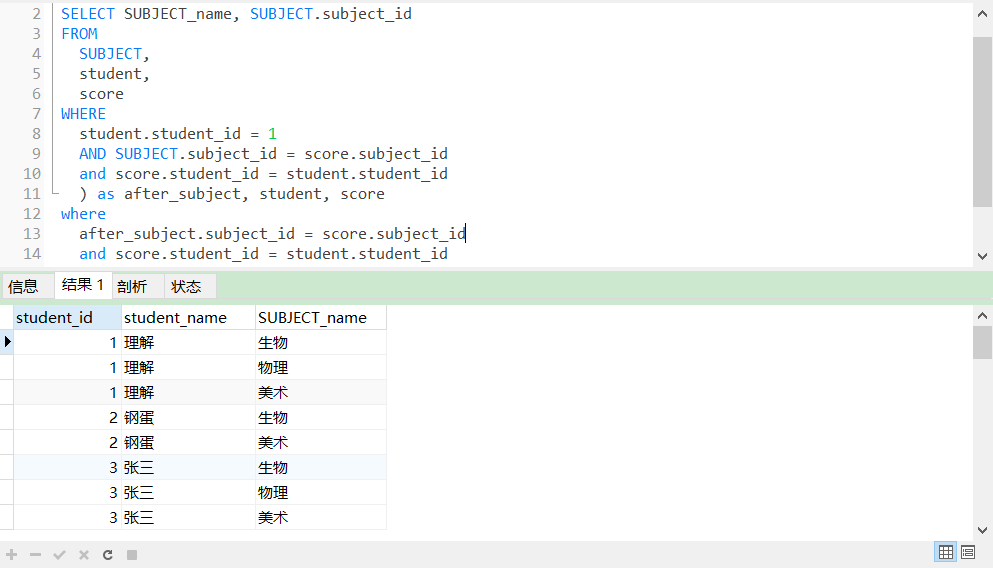 2 SELECT SUBJECT_name, SUBJECT.subject_id
3 FROM
4 SUBJECT,
5 student,
6 score
7 WHERE
8 student.student_id = 1
9 AND SUBJECT.subject_id = score.subject_id
10 and score.student_id = student.student_id
11 ) as after_subject, student, score
12 where
13 after_subject.subject_id = score.subject_id
14 and score.student_id = student.student_id
信息 结果 1 剖析 状态
student_id student_name SUBJECT_name
1 理解 生物
1 理解 物理
1 理解 美术
2 钢蛋 生物
2 钢蛋 美术
3 张三 生物
3 张三 物理
3 张三 美术